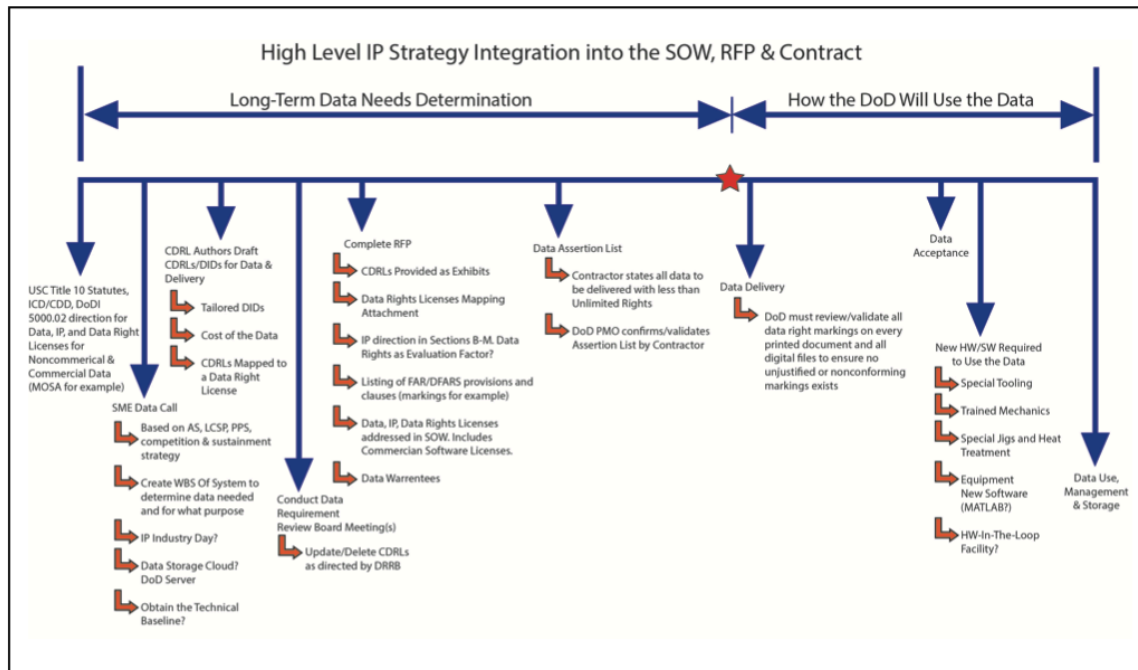 High Level IP Strategy Integration into the SOW, RFP & Contract
Long-Term Data Needs Determination
How the DoD Will Use the Data
USC Title 10 Statutes,
ICD/CDD, DoDI
5000.02 direction for
Data, IP, and Data Right
Licenses for
Noncommerical &
Commercial Data
(MOSA for example)
SME Data Call
Based on AS, LCSP, PPS,
competition & sustainment
strategy
Create WBS Of System to
determine data needed
and for what purpose
IP Industry Day?
Data Storage Cloud?
DoD Server
Obtain the Technical
Baseline?
CDRL Authors Draft
CDRLs/DIDs for Data &
Delivery
Tailored DIDs
Cost of the Data
CDRLs Mapped to
a Data Right
License
Conduct Data
Requirement
Review Board Meeting(s)
Update/Delete CDRLs
as directed by DRRB
Complete RFP
CDRLs Provided as Exhibits
Data Rights Licenses Mapping
Attachment
IP direction in Sections B-M. Data
Rights as Evaluation Factor?
Listing of FAR/DFARS provisions and
clauses (markings for example)
Data, IP, Data Rights Licenses
addressed in SOW. Includes
Commercian Software Licenses.
Data Warrentees
Data Assertion List
Contractor states all data to
be delivered with less than
Unlimited Rights
DoD PMO confirms/validates
Assertion List by Contractor
Data Delivery
DoD must review/validate all
data right markings on every
printed document and all
digital files to ensure no
unjustified or nonconforming
markings exists
Data
Acceptance
New HW/SW Required
to Use the Data
Special Tooling
Trained Mechanics
Special Jigs and Heat
Treatment
Equipment
New Software
(MATLAB?)
HW-In-The-Loop
Facility?
Data Use,
Management
& Storage